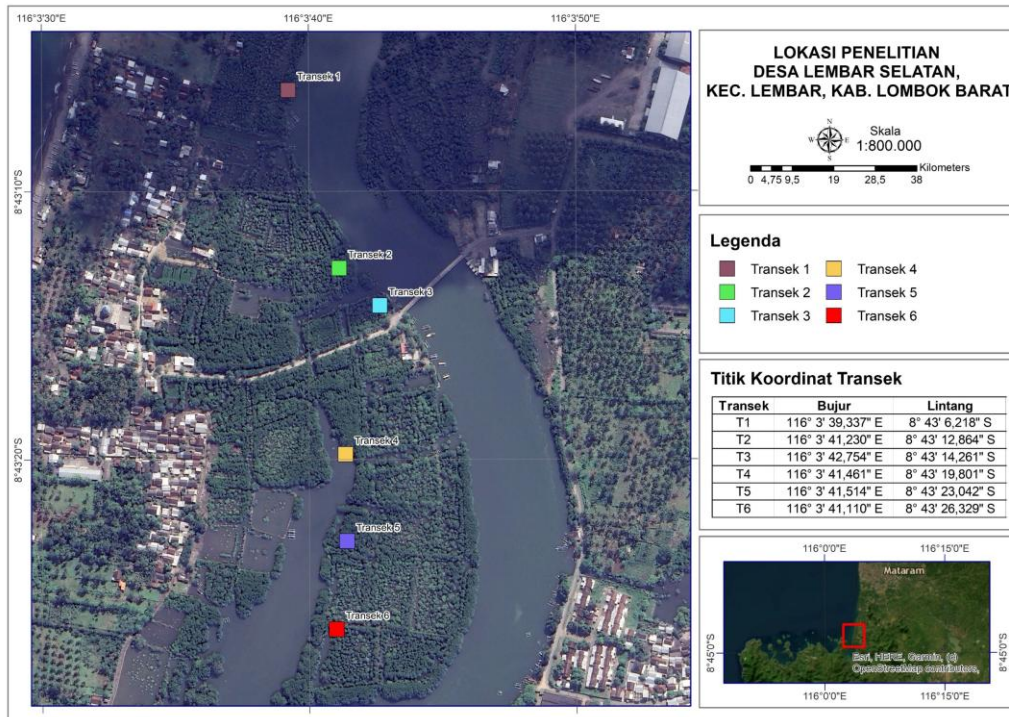 116°3'30"E 116°3'40"E 116°3'50"E
8°43'10"S
8°43'20"S
Transek 1
Transek 2
Transek 3
Transek 4
Transek 5
Transek 6
LOKASI PENELITIAN
DESA LEMBAR SELATAN,
KEC. LEMBAR, KAB. LOMBOK BARAT
N
W E
S
Skala
1:800.000
Kilometers
0 4,75 9,5 19 28,5 38
Legenda
Transek 1 Transek 4
Transek 2 Transek 5
Transek 3 Transek 6
Titik Koordinat Transek
Transek Bujur Lintang
T1 116° 3' 39,337" E 8° 43' 6,218" S
T2 116° 3' 41,230" E 8° 43' 12,864" S
T3 116° 3' 42,754" E 8° 43' 14,261" S
T4 116° 3' 41,461" E 8° 43' 19,801" S
T5 116° 3' 41,514" E 8° 43' 23,042" S
T6 116° 3' 41,110" E 8° 43' 26,329" S
116°0'0"E 116°15'0"E
Mataram
8°45'0"S 8°45'0"S
Esri, HERE, Garmin, (c)
OpenStreetMap contributors,
116°0'0"E 116°15'0"E